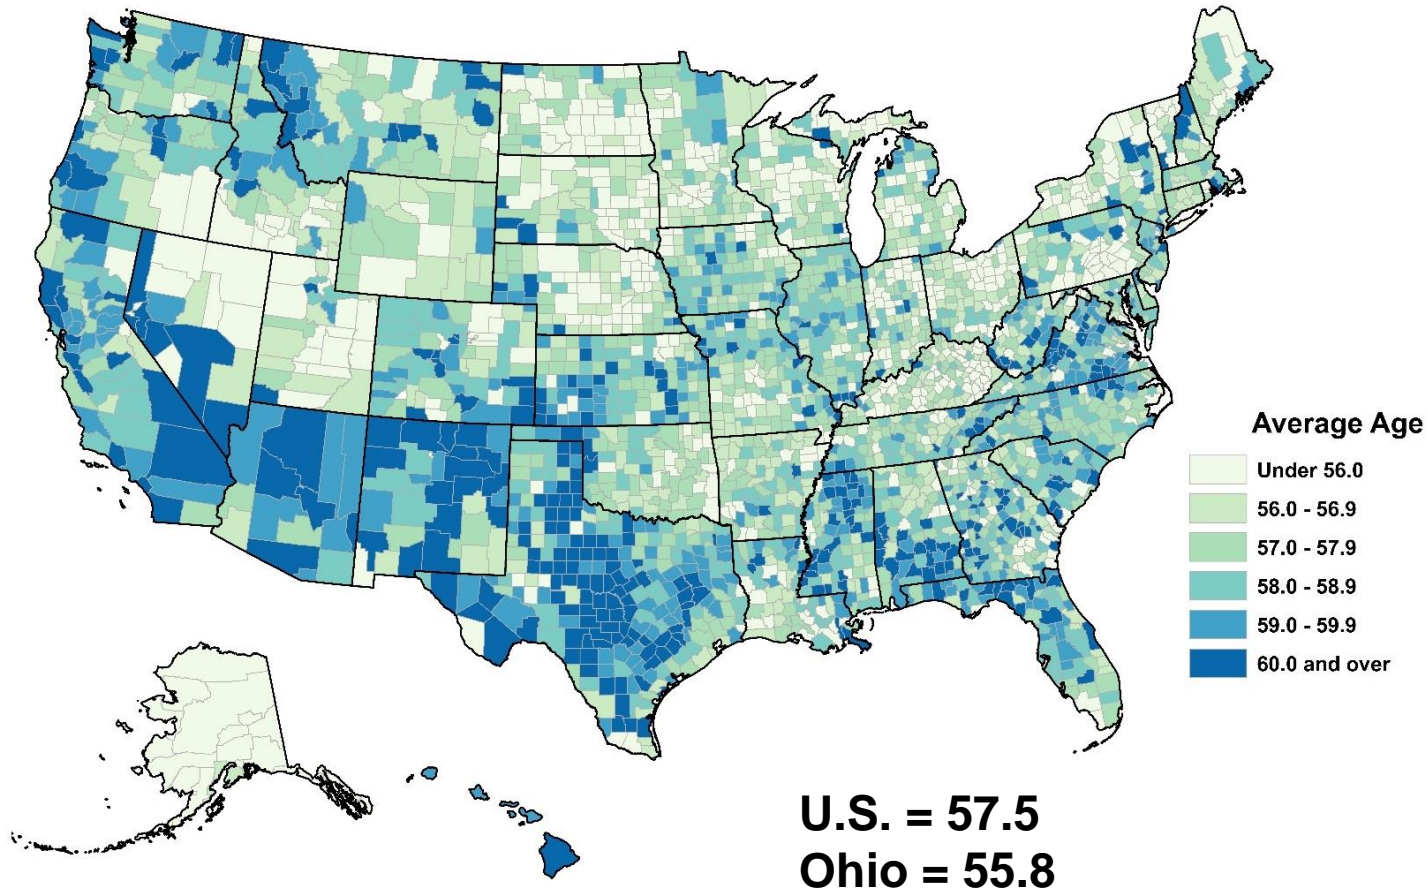 Average Age
Under 56.0
56.0 - 56.9
57.0 - 57.9
58.0 - 58.9
59.0 - 59.9
60.0 and over
U.S. = 57.5
Ohio = 55.8